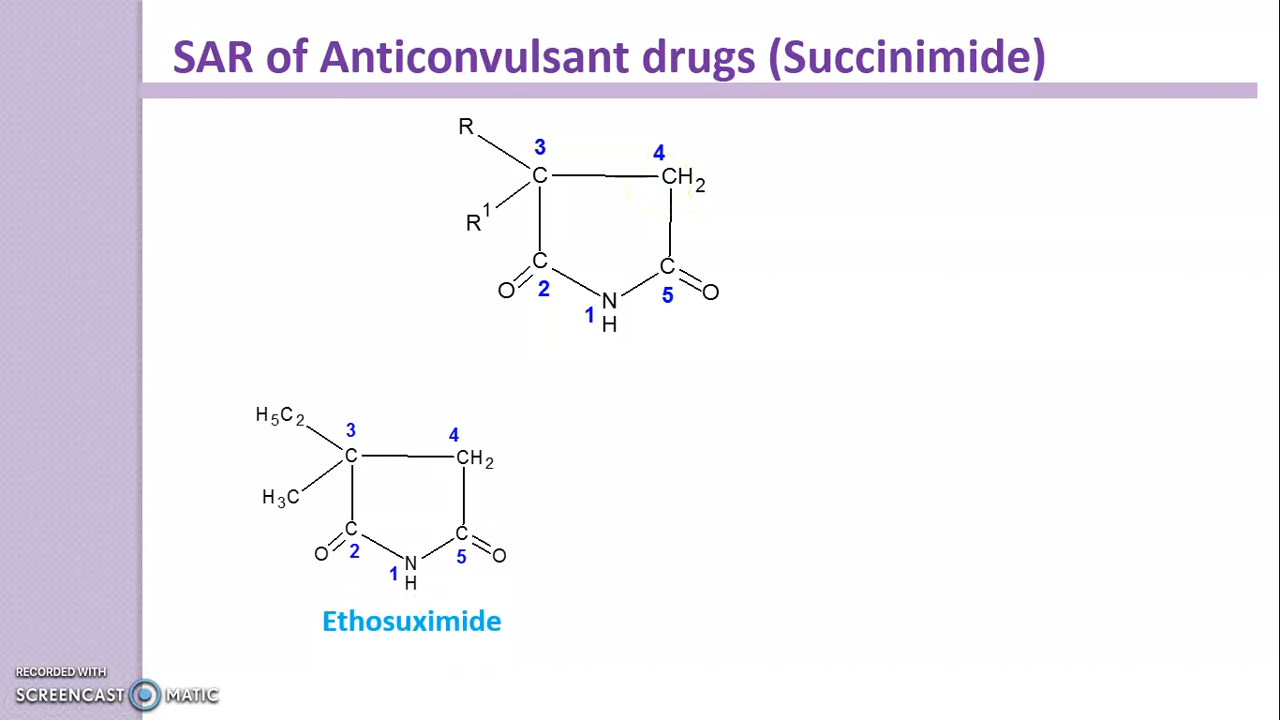 SAR of Anticonvulsant drugs (Succinimide)
R
3
4
C
CH2
R1
C
C
O
2
N
5
O
1
H
H5C2
3
4
C
CH2
H3C
C
C
O
2
N
5
O
1
H
Ethosuximide
RECORDED WITH
SCREENCAST MATIC